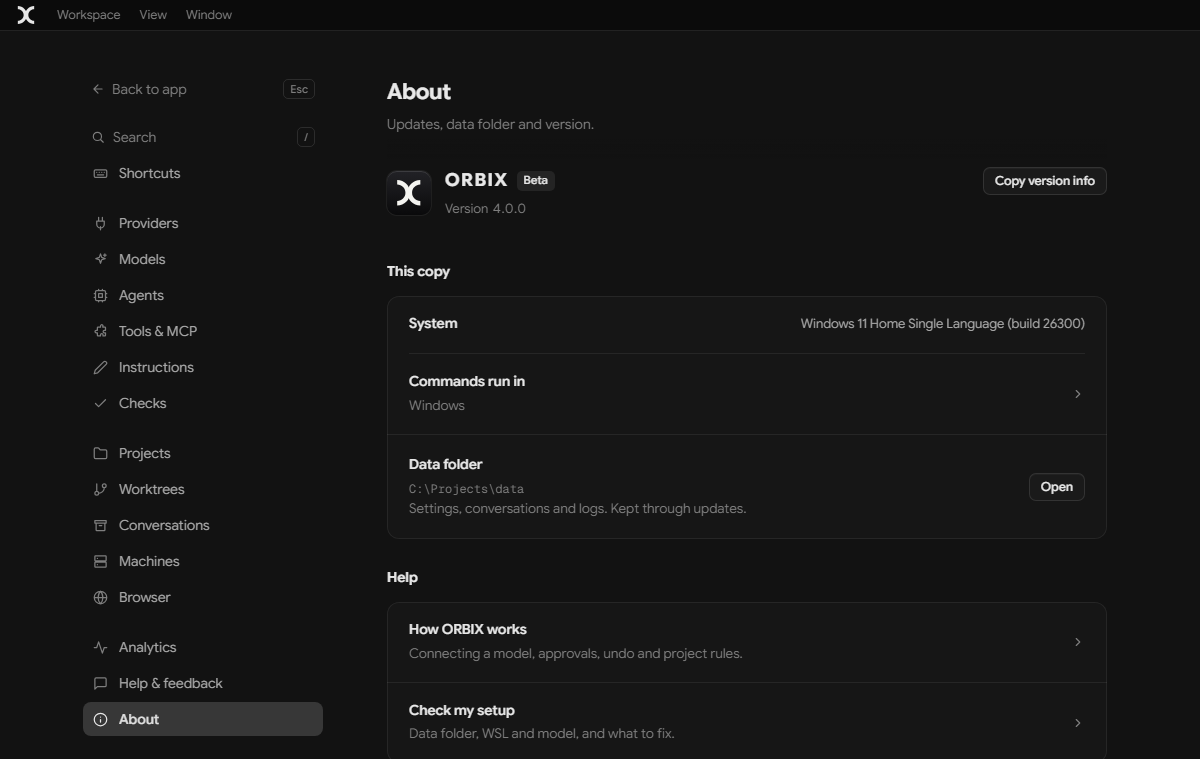 Workspace View Window
Back to app Esc
Search /
Shortcuts
Providers
Models
Agents
Tools & MCP
Instructions
Checks
Projects
Worktrees
Conversations
Machines
Browser
Analytics
Help & feedback
About
About
Updates, data folder and version.
ORBIX Beta
Version 4.0.0
Copy version info
This copy
System Windows 11 Home Single Language (build 26300)
Commands run in
Windows
Data folder
C:\Projects\data
Settings, conversations and logs. Kept through updates.
Open
Help
How ORBIX works
Connecting a model, approvals, undo and project rules.
Check my setup
Data folder, WSL and model, and what to fix.